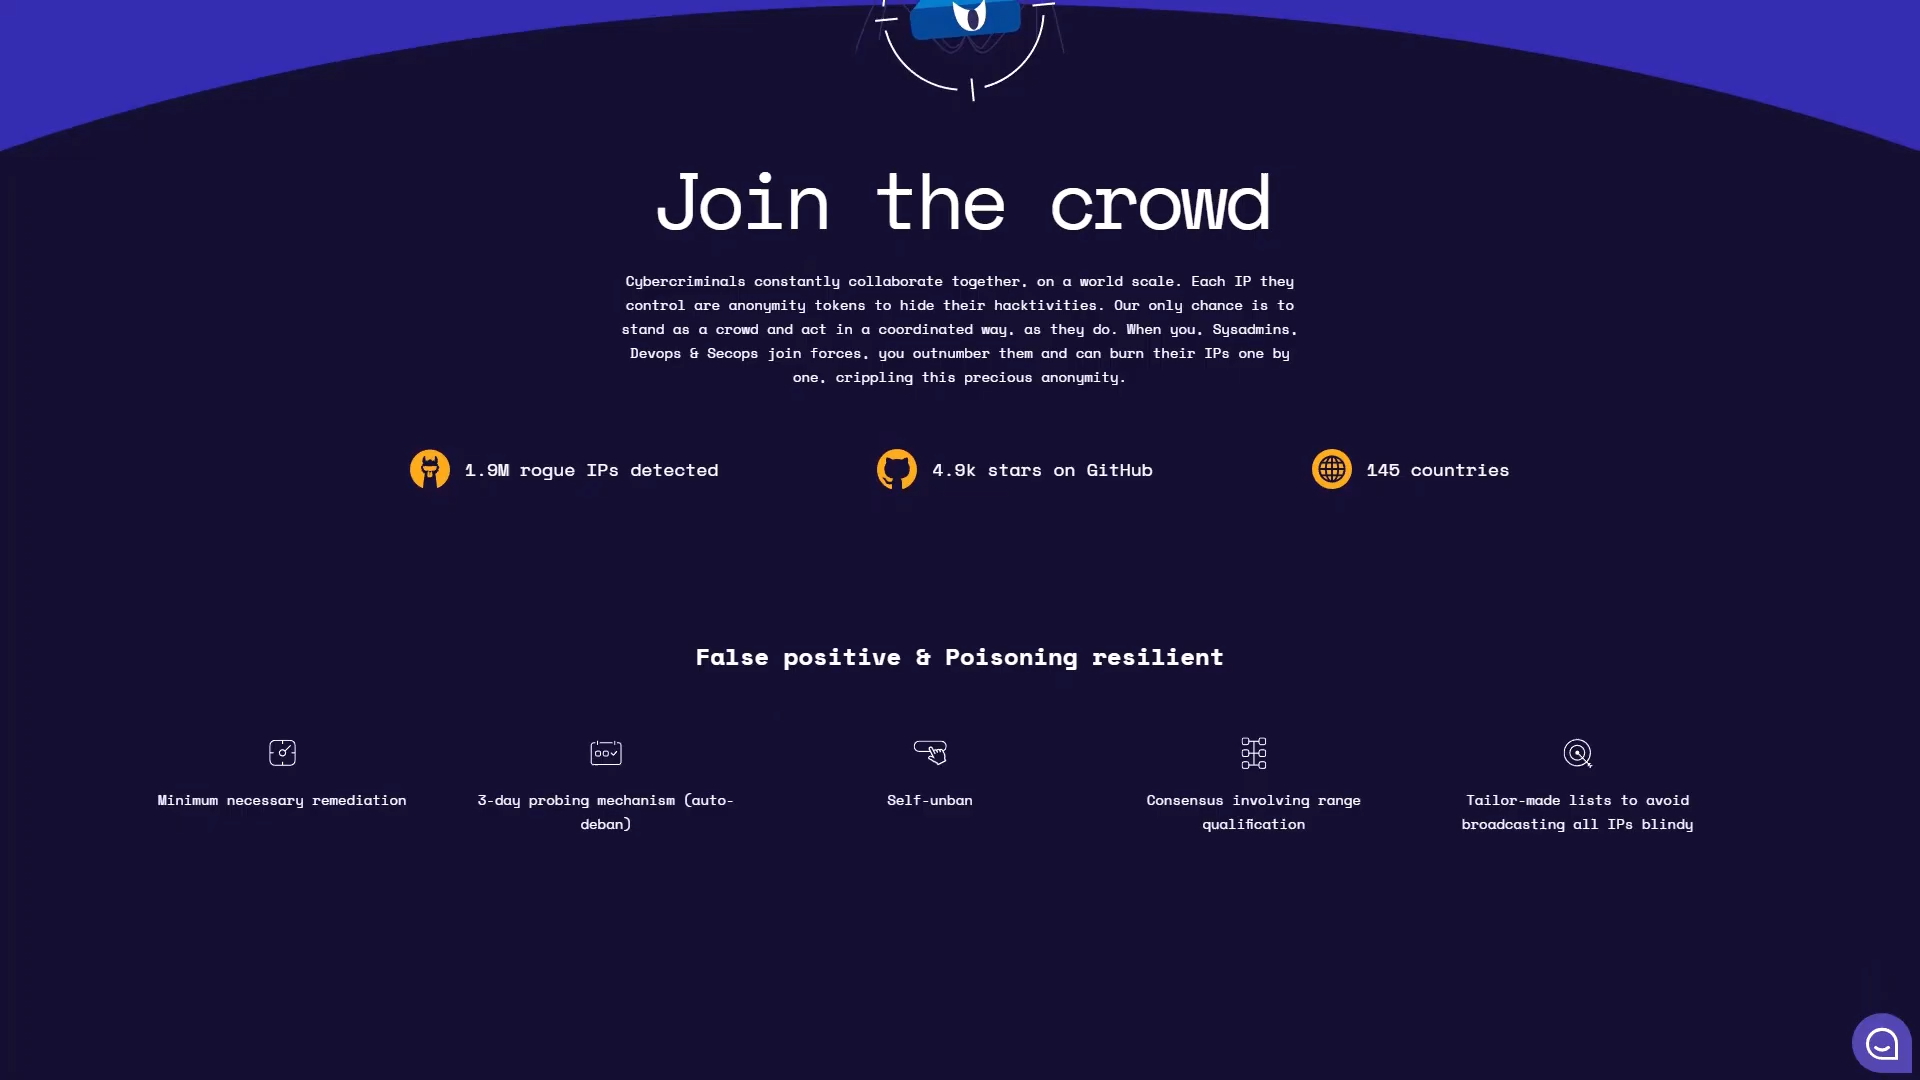 Join the crowd
Cybercriminals constantly collaborate together, on a world scale. Each IP they
control are anonymity tokens to hide their hacktivities. Our only chance is to
stand as a crowd and act in a coordinated way, as they do. When you, Sysadmins,
Devops & Secops join forces, you outnumber them and can burn their IPs one by
one, crippling this precious anonymity.
1.9M rogue IPs detected
4.9k stars on GitHub
145 countries
False positive & Poisoning resilient
Minimum necessary remediation
3-day probing mechanism (auto-
deban)
Self-unban
Consensus involving range
qualification
Tailor-made lists to avoid
broadcasting all IPs blindy